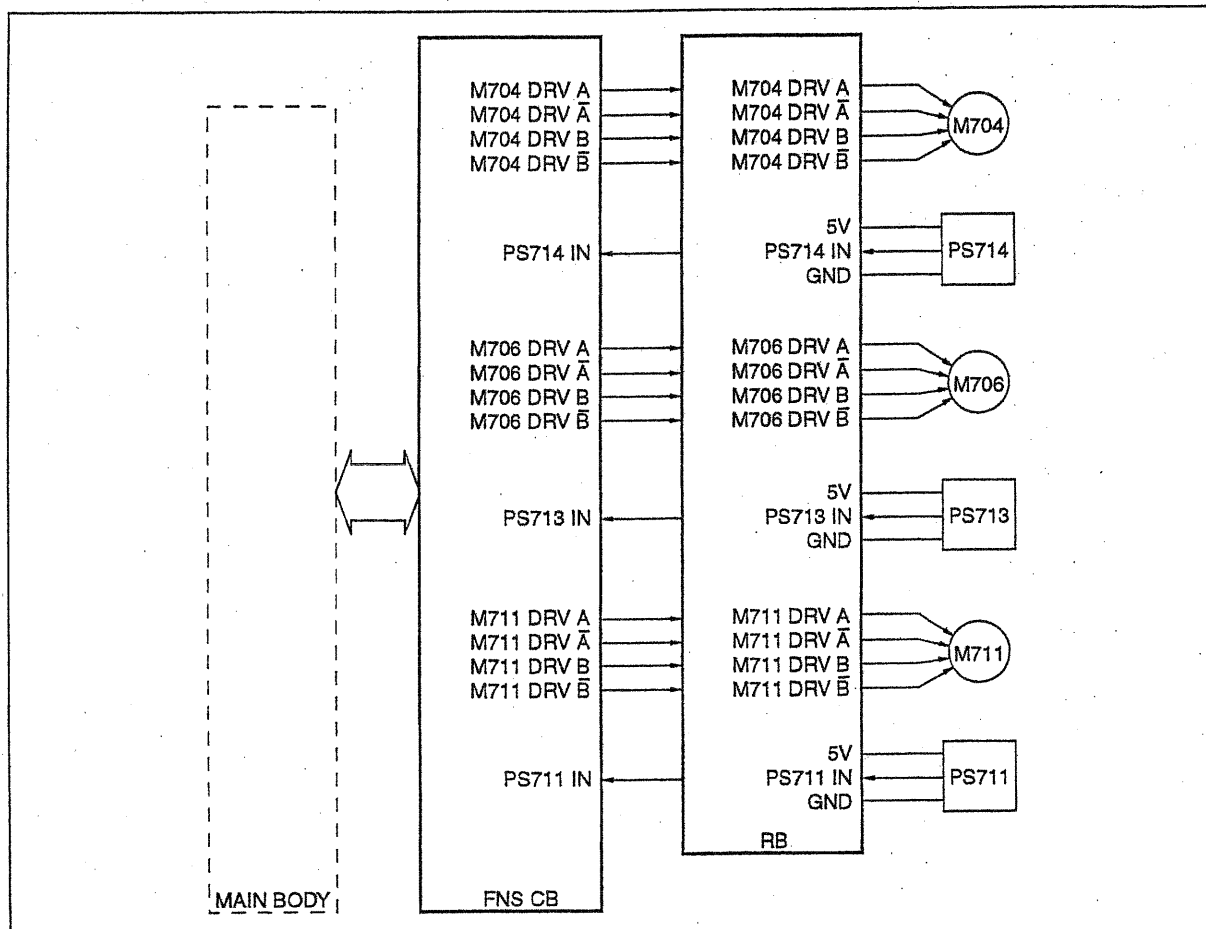 M704 DRV A
M704 DRV A̅
M704 DRV B
M704 DRV B̅
PS714 IN
M706 DRV A
M706 DRV A̅
M706 DRV B
M706 DRV B̅
PS713 IN
M711 DRV A
M711 DRV A̅
M711 DRV B
M711 DRV B̅
PS711 IN
M704 DRV A
M704 DRV A̅
M704 DRV B
M704 DRV B̅
M704
5V
PS714 IN
GND
PS714
M706 DRV A
M706 DRV A̅
M706 DRV B
M706 DRV B̅
M706
5V
PS713 IN
GND
PS713
M711 DRV A
M711 DRV A̅
M711 DRV B
M711 DRV B̅
M711
5V
PS711 IN
GND
PS711
RB
MAIN BODY
FNS CB